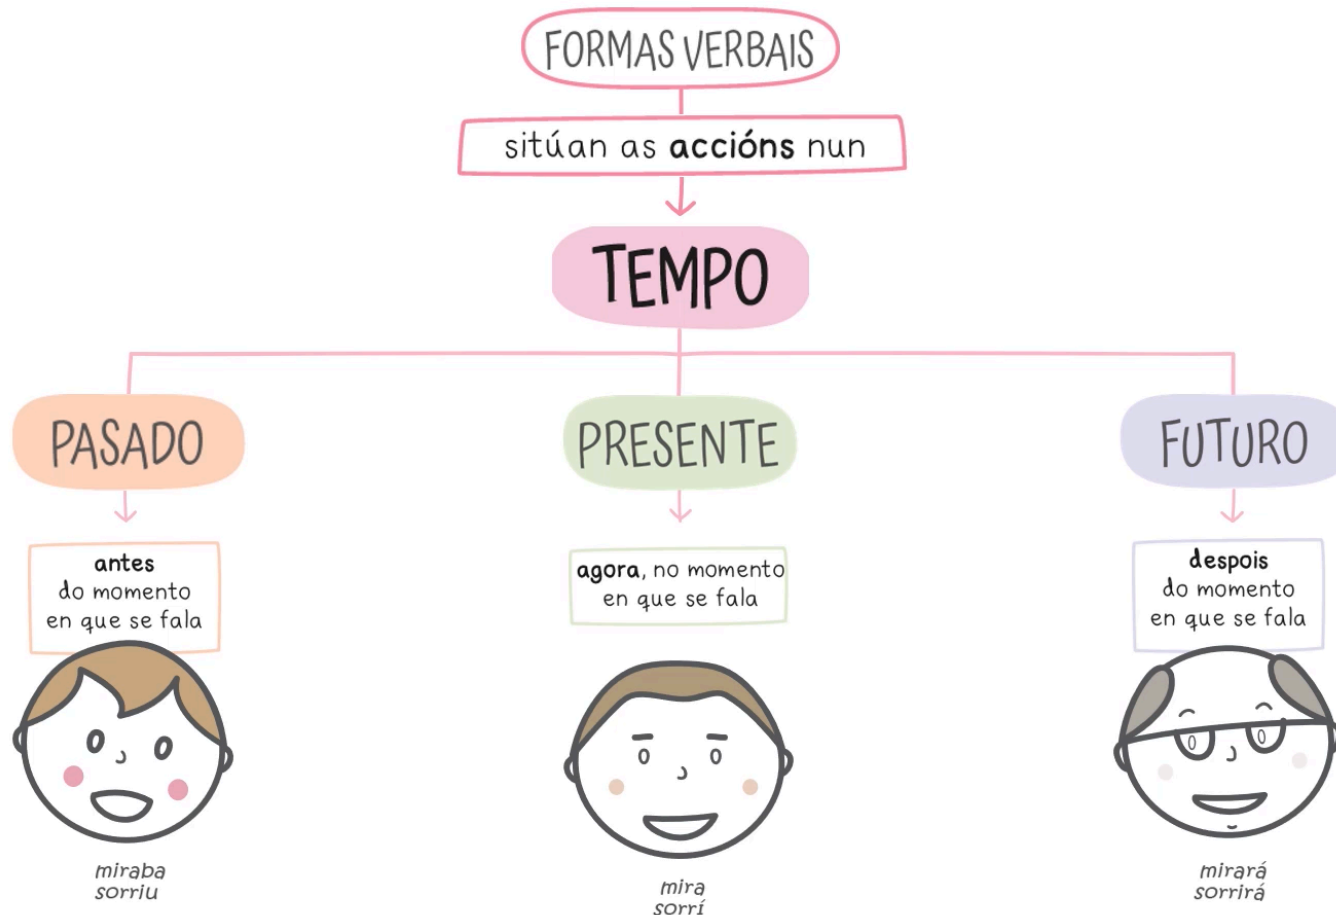 FORMAS VERBAIS
sitúan as accións nun
TEMPO
PASADO
antes
do momento
en que se fala
miraba
sorriu
PRESENTE
agora, no momento
en que se fala
mira
sorrí
FUTURO
despois
do momento
en que se fala
mirará
sorrirá